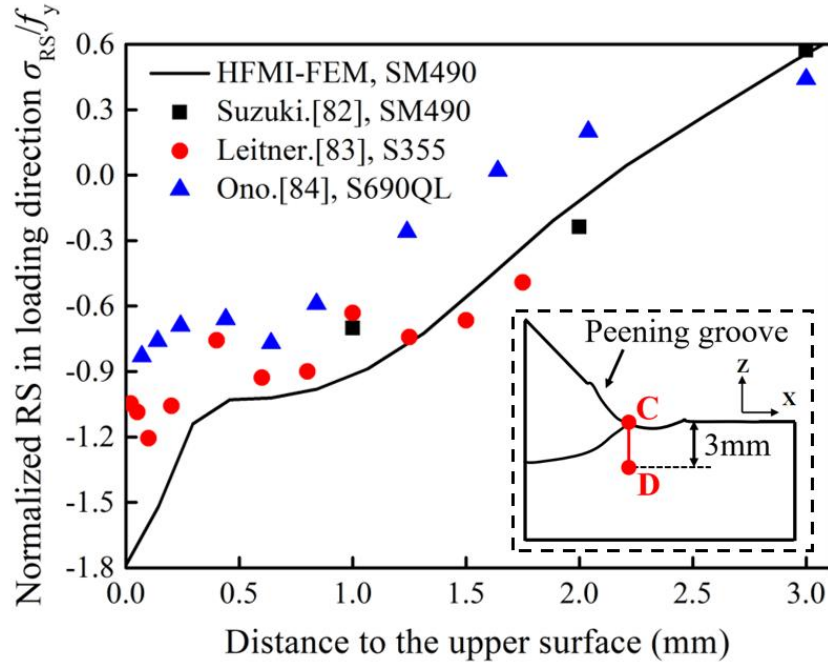 Normalized RS in loading direction σRS/fy
0.6
0.3
0.0
-0.3
-0.6
-0.9
-1.2
-1.5
-1.8
HFMI-FEM, SM490
Suzuki.[82], SM490
Leitner.[83], S355
Ono.[84], S690QL
Peening groove
z
x
C
3mm
D
0.0 0.5 1.0 1.5 2.0 2.5 3.0
Distance to the upper surface (mm)